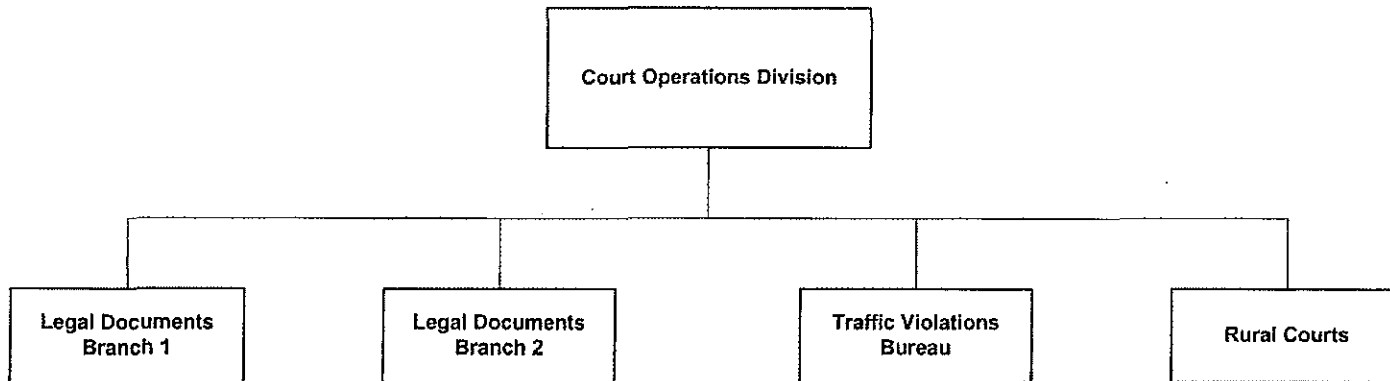 Court Operations Division
Legal Documents
Branch 1
Legal Documents
Branch 2
Traffic Violations
Bureau
Rural Courts